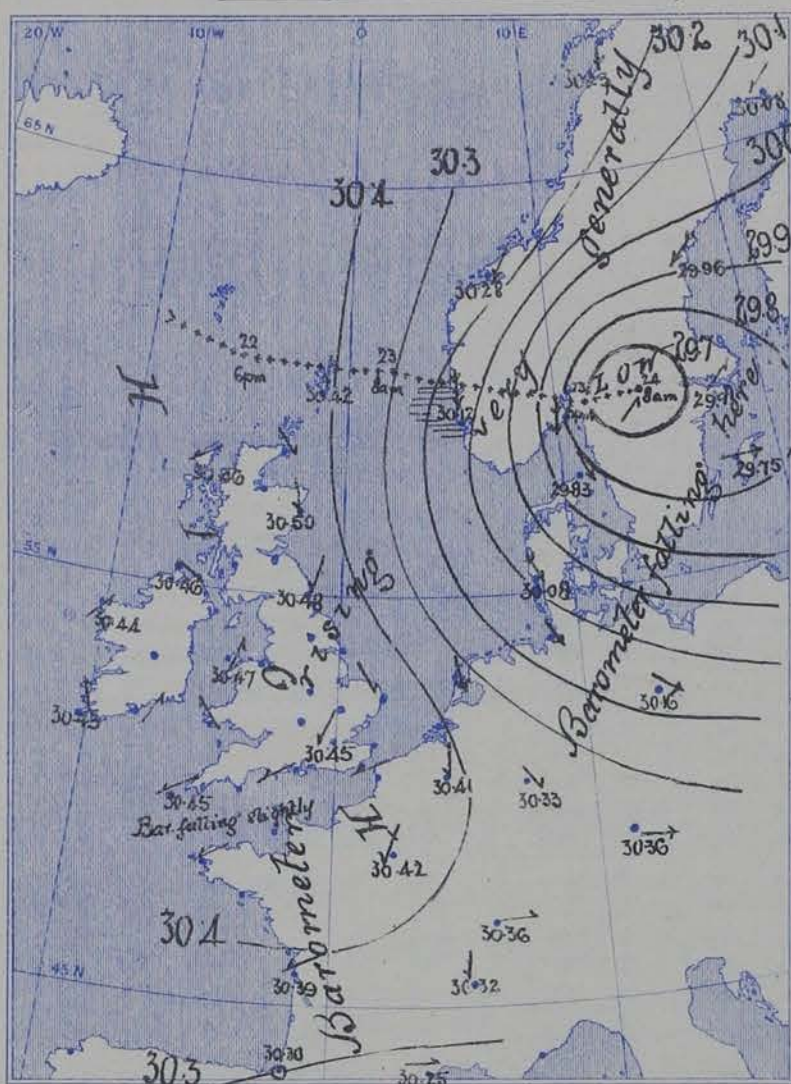 20 W
10 W
0
10 E
30·2
30·1
65 N
30·08
30·4
30·3
generally
29·9
29·96
30·28
29·8
22
6pm
23
8am
29·7
Low
24
8am
H
30·42
30·12
very
here
30·36
29·83
29·75
30·50
55 N
30·46
30·48
30·08
30·44
30·47
rising
Barometer falling
30·16
30·43
30·45
30·45
30·41
30·33
Bar. falling slightly
H
30·42
30·36
Barometer
30·4
30·36
45 N
30·39
30·32
30·3
30·30
30·25